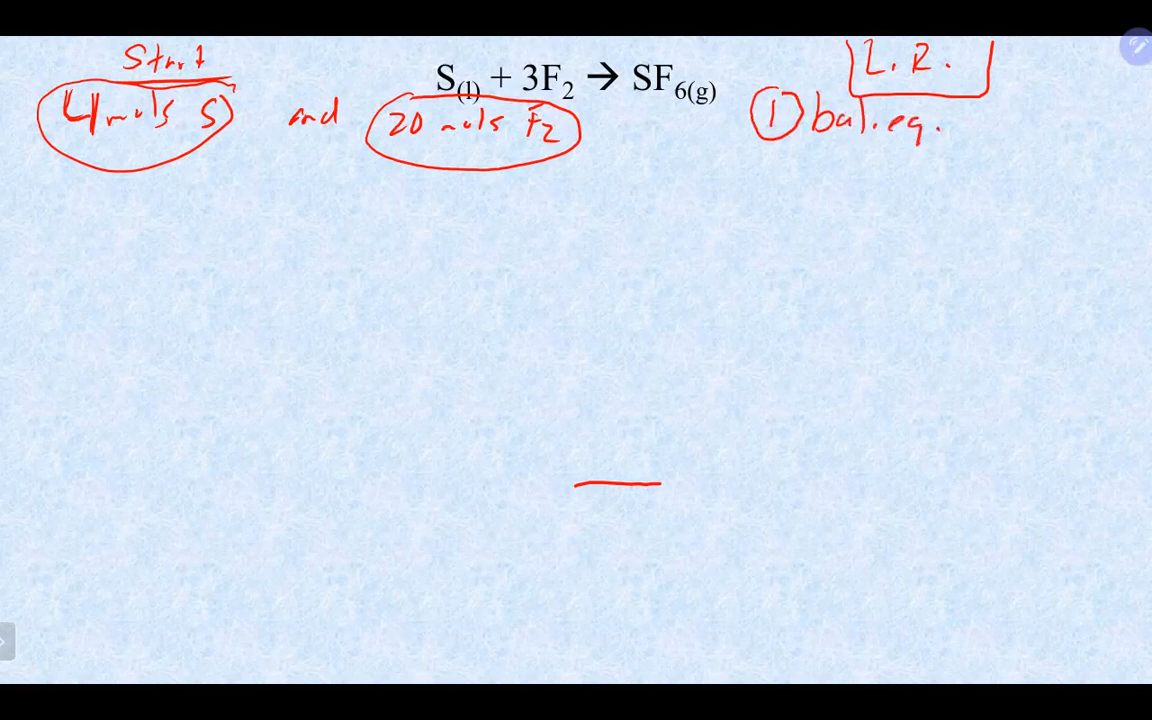 Start
S(l) + 3F2 → SF6(g)
L.R.
4 mols S and 20 mols F2
① bal. eq.